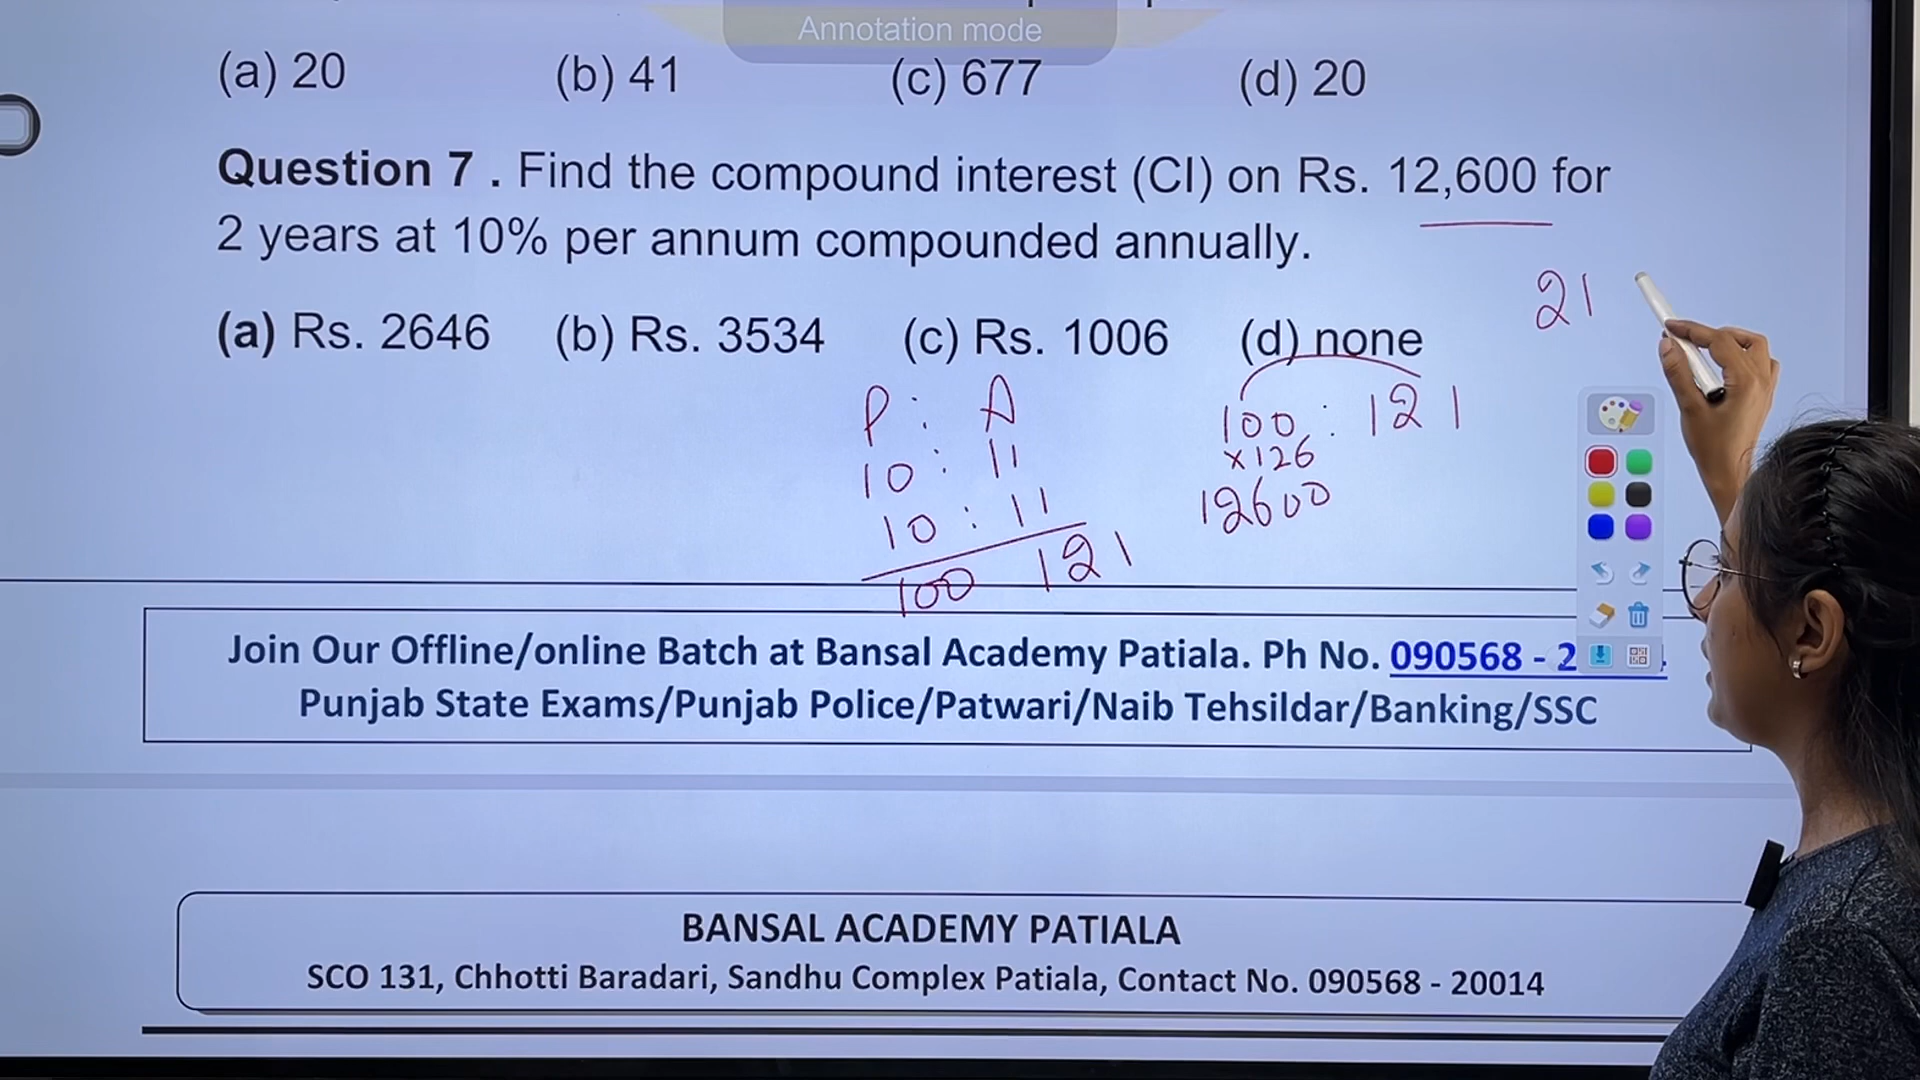 Annotation mode
(a) 20 (b) 41 (c) 677 (d) 20
Question 7 . Find the compound interest (CI) on Rs. 12,600 for
2 years at 10% per annum compounded annually.
(a) Rs. 2646 (b) Rs. 3534 (c) Rs. 1006 (d) none
21
P : A
10 : 11
10 : 11
100 121
100 : 121
×126
12600
Join Our Offline/online Batch at Bansal Academy Patiala. Ph No. 090568 - 2
Punjab State Exams/Punjab Police/Patwari/Naib Tehsildar/Banking/SSC
BANSAL ACADEMY PATIALA
SCO 131, Chhotti Baradari, Sandhu Complex Patiala, Contact No. 090568 - 20014